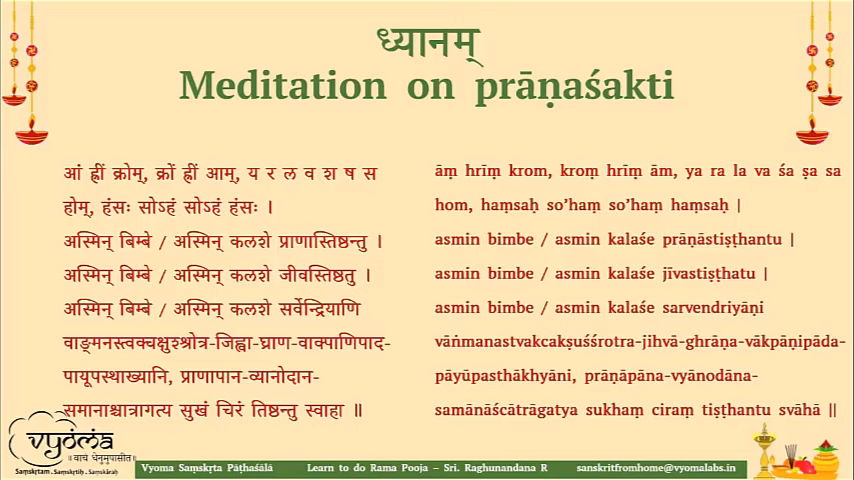 ध्यानम्
Meditation on prāṇaśakti
आं ह्रीं क्रोम्, क्रों ह्रीं आम्, य र ल व श ष स
होम्, हंसः सोऽहं सोऽहं हंसः ।
अस्मिन् बिम्बे / अस्मिन् कलशे प्राणास्तिष्ठन्तु ।
अस्मिन् बिम्बे / अस्मिन् कलशे जीवस्तिष्ठतु ।
अस्मिन् बिम्बे / अस्मिन् कलशे सर्वेन्द्रियाणि
वाङ्मनस्त्वक्चक्षुश्श्रोत्र-जिह्वा-घ्राण-वाक्पाणिपाद-
पायूपस्थाख्यानि, प्राणापान-व्यानोदान-
समानाश्चात्रागत्य सुखं चिरं तिष्ठन्तु स्वाहा ॥
āṃ hrīṃ krom, kroṃ hrīṃ ām, ya ra la va śa ṣa sa
hom, haṃsaḥ so’haṃ so’haṃ haṃsaḥ |
asmin bimbe / asmin kalaśe prāṇāstiṣṭhantu |
asmin bimbe / asmin kalaśe jīvastiṣṭhatu |
asmin bimbe / asmin kalaśe sarvendriyāṇi
vāṅmanastvakcakṣuśśrotra-jihvā-ghrāṇa-vākpāṇipāda-
pāyūpasthākhyāni, prāṇāpāna-vyānodāna-
samānāścātrāgatya sukhaṃ ciraṃ tiṣṭhantu svāhā ||
vyoma
॥ वाचं धेनुमुपासीत ॥
Saṃskṛtam. Saṃskṛtiḥ. Saṃskāraḥ
Vyoma Saṃskṛta Pāṭhaśālā Learn to do Rama Pooja – Sri. Raghunandana R sanskritfromhome@vyomalabs.in